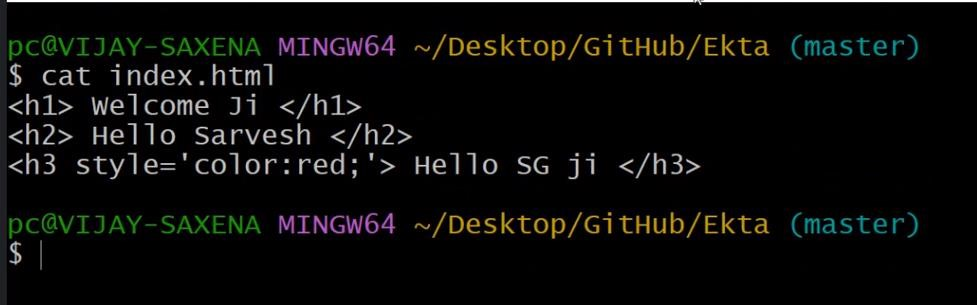 pc@VIJAY-SAXENA MINGW64 ~/Desktop/GitHub/Ekta (master)
$ cat index.html
<h1> Welcome Ji </h1>
<h2> Hello Sarvesh </h2>
<h3 style='color:red;'> Hello SG ji </h3>
pc@VIJAY-SAXENA MINGW64 ~/Desktop/GitHub/Ekta (master)
$